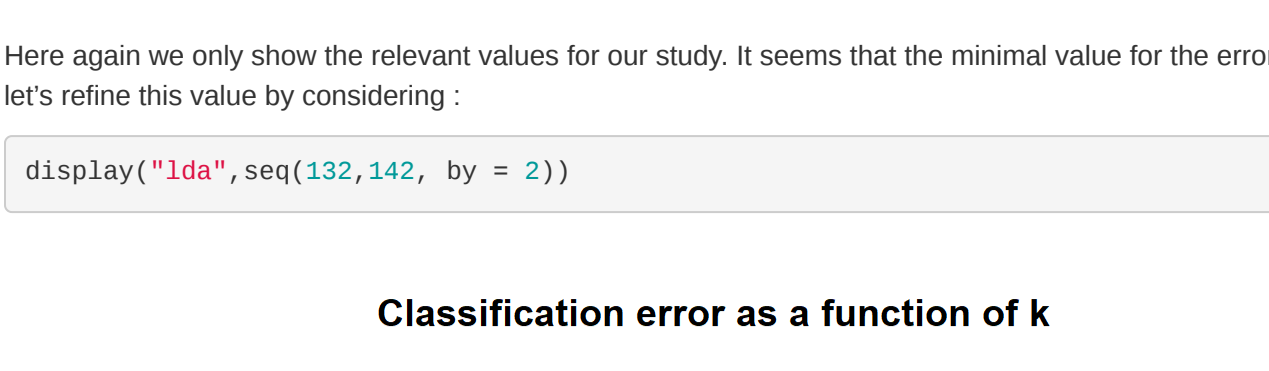 Here again we only show the relevant values for our study. It seems that the minimal value for the
let’s refine this value by considering :
display("lda",seq(132,142, by = 2))
Classification error as a function of k